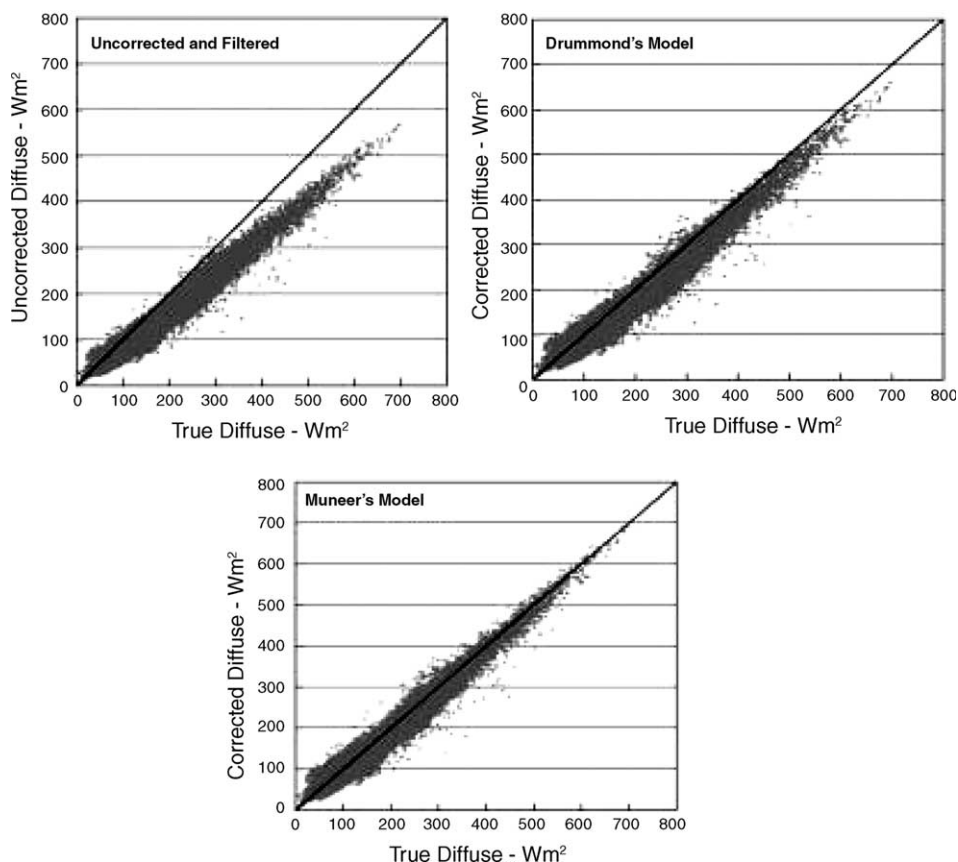 Uncorrected and Filtered
Uncorrected Diffuse - Wm²
800
700
600
500
400
300
200
100
0
0 100 200 300 400 500 600 700 800
True Diffuse - Wm²
Drummond's Model
Corrected Diffuse - Wm²
800
700
600
500
400
300
200
100
0
0 100 200 300 400 500 600 700 800
True Diffuse - Wm²
Muneer's Model
Corrected Diffuse - Wm²
800
700
600
500
400
300
200
100
0
0 100 200 300 400 500 600 700 800
True Diffuse - Wm²